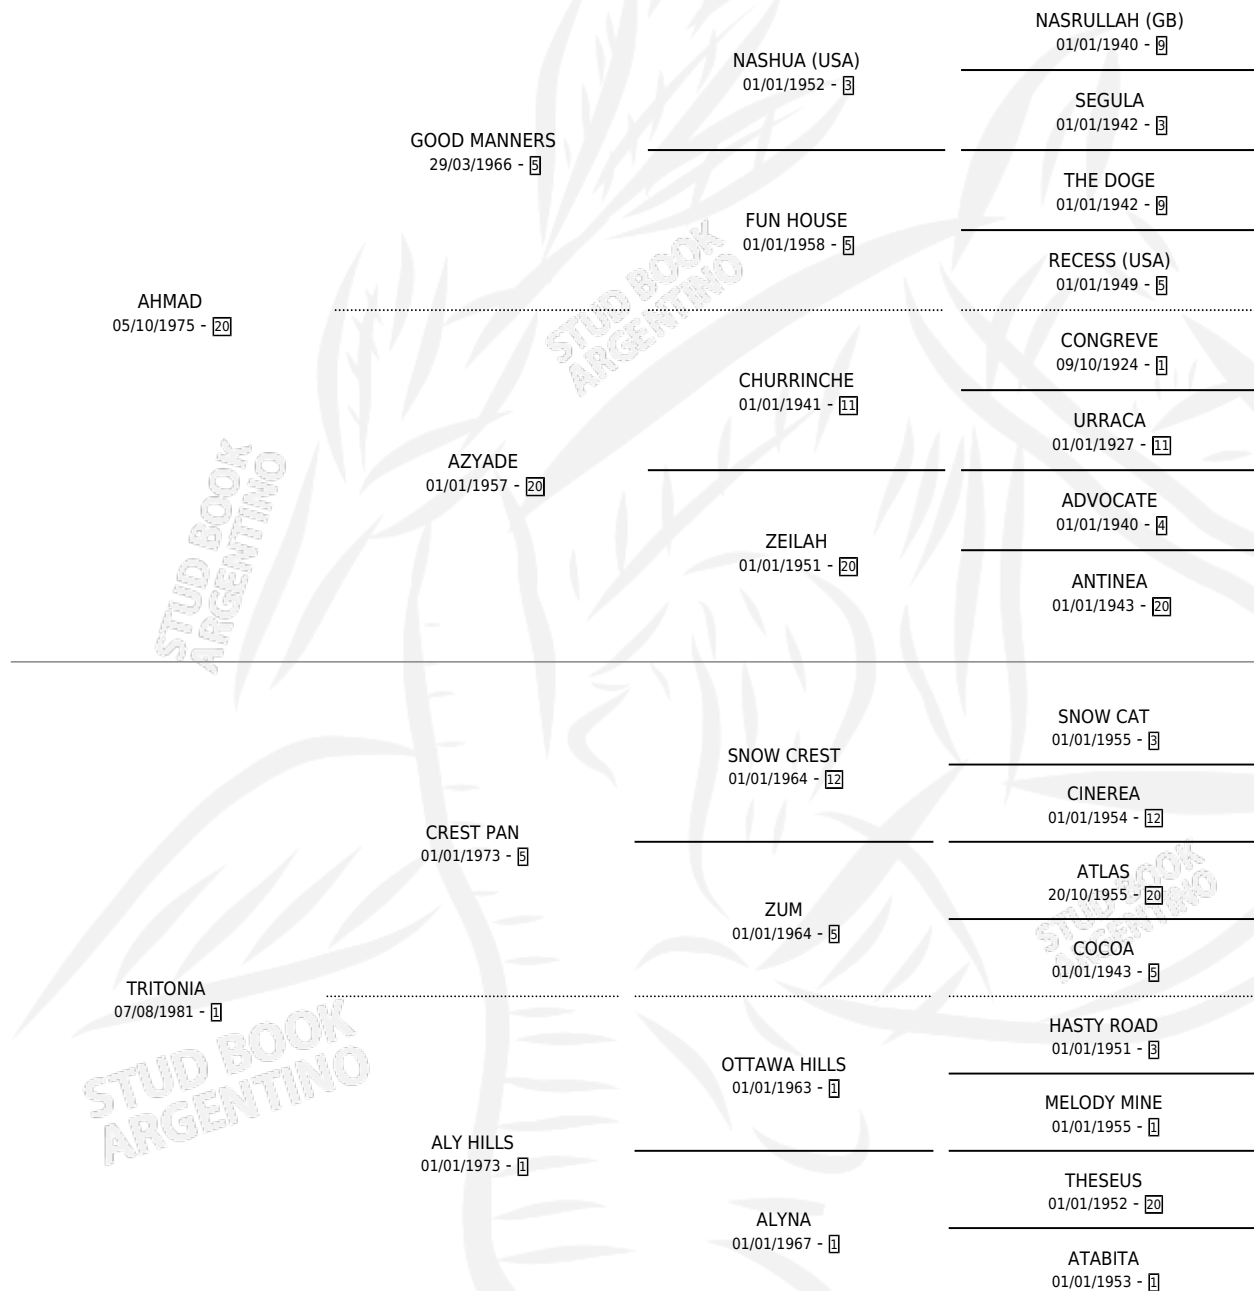 NASRULLAH (GB)
01/01/1940 - 9
NASHUA (USA)
01/01/1952 - 3
SEGULA
01/01/1942 - 3
GOOD MANNERS
29/03/1966 - 5
THE DOGE
01/01/1942 - 9
FUN HOUSE
01/01/1958 - 5
RECESS (USA)
01/01/1949 - 5
AHMAD
05/10/1975 - 20
CONGREVE
09/10/1924 - 1
CHURRINCHE
01/01/1941 - 11
URRACA
01/01/1927 - 11
AZYADE
01/01/1957 - 20
ADVOCATE
01/01/1940 - 4
ZEILAH
01/01/1951 - 20
ANTINEA
01/01/1943 - 20
SNOW CAT
01/01/1955 - 3
SNOW CREST
01/01/1964 - 12
CINEREA
01/01/1954 - 12
CREST PAN
01/01/1973 - 5
ATLAS
20/10/1955 - 20
ZUM
01/01/1964 - 5
COCOA
01/01/1943 - 5
TRITONIA
07/08/1981 - 1
HASTY ROAD
01/01/1951 - 3
OTTAWA HILLS
01/01/1963 - 1
MELODY MINE
01/01/1955 - 1
ALY HILLS
01/01/1973 - 1
THESEUS
01/01/1952 - 20
ALYNA
01/01/1967 - 1
ATABITA
01/01/1953 - 1
STUD BOOK
ARGENTINO
STUD BOOK
ARGENTINO
STUD BOOK
ARGENTINO
STUD BOOK
ARGENTINO